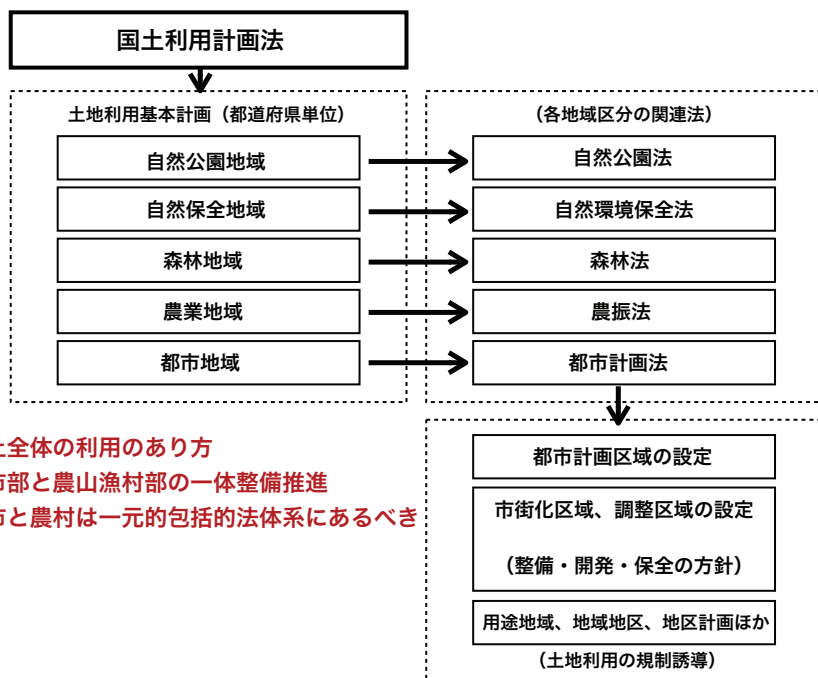 国土利用計画法
土地利用基本計画（都道府県単位）
自然公園地域
自然保全地域
森林地域
農業地域
都市地域
（各地域区分の関連法）
自然公園法
自然環境保全法
森林法
農振法
都市計画法
全体の利用のあり方
部と農山漁村部の一体整備推進
と農村は一元的包括的法体系にあるべき
都市計画区域の設定
市街化区域、調整区域の設定
（整備・開発・保全の方針）
用途地域、地域地区、地区計画ほか
（土地利用の規制誘導）